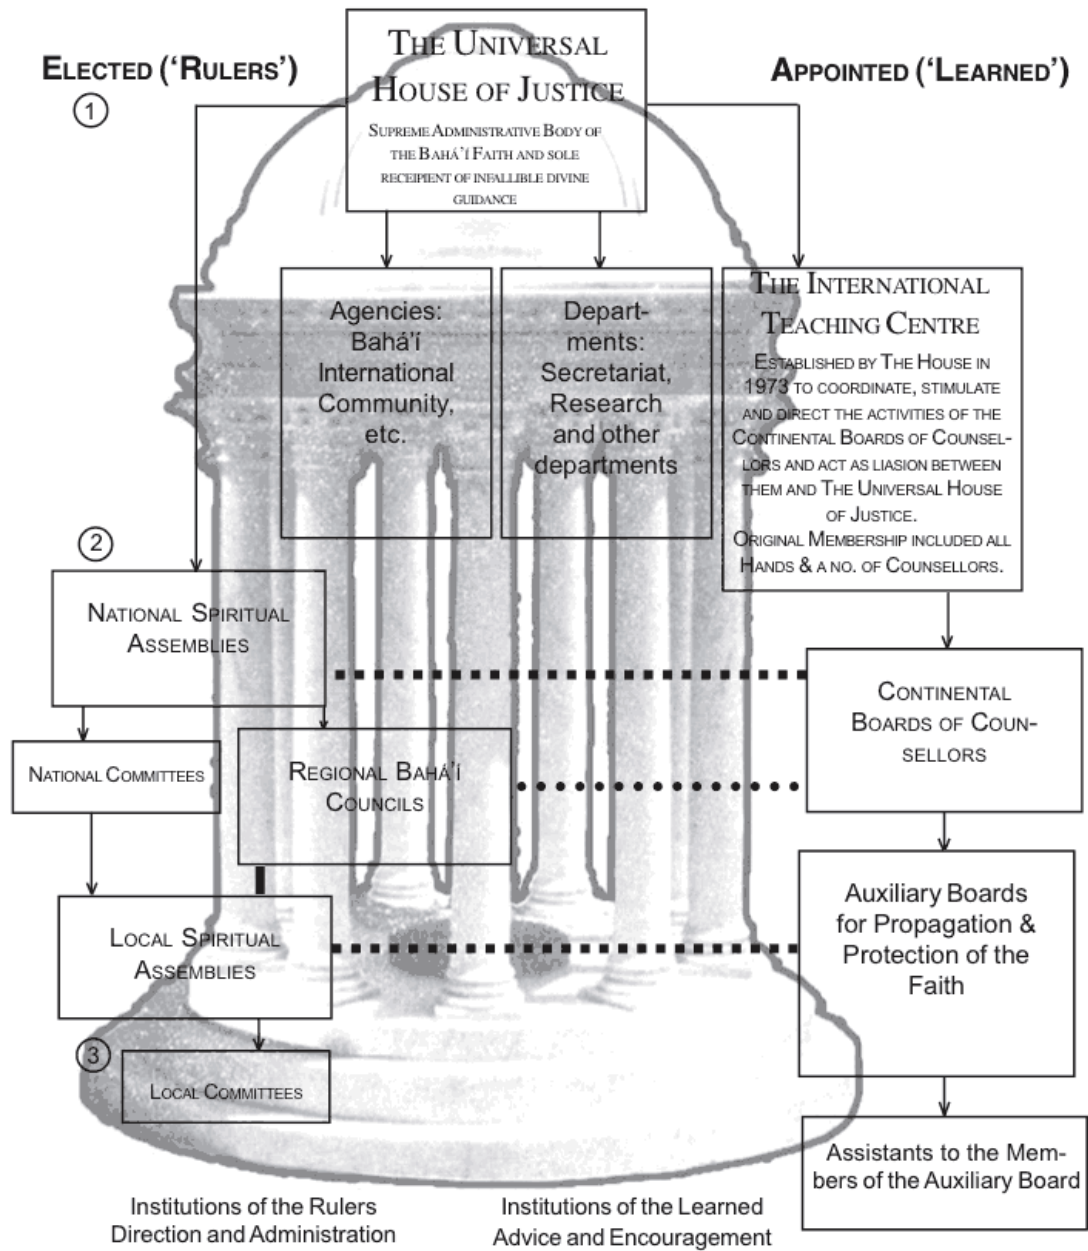 THE UNIVERSAL
HOUSE OF JUSTICE
SUPREME ADMINISTRATIVE BODY OF
THE BAHÁ'Í FAITH AND SOLE
RECEIPIENT OF INFALLIBLE DIVINE
GUIDANCE
ELECTED ('RULERS')
1
APPOINTED ('LEARNED')
Agencies:
Bahá'í
International
Community,
etc.
Depart-
ments:
Secretariat,
Research
and other
departments
THE INTERNATIONAL
TEACHING CENTRE
ESTABLISHED BY THE HOUSE IN
1973 TO COORDINATE, STIMULATE
AND DIRECT THE ACTIVITIES OF THE
CONTINENTAL BOARDS OF COUNSEL-
LORS AND ACT AS LIASION BETWEEN
THEM AND THE UNIVERSAL HOUSE
OF JUSTICE.
ORIGINAL MEMBERSHIP INCLUDED ALL
HANDS & A NO. OF COUNSELLORS.
2
NATIONAL SPIRITUAL
ASSEMBLIES
CONTINENTAL
BOARDS OF COUN-
SELLORS
NATIONAL COMMITTEES
REGIONAL BAHÁ'Í
COUNCILS
LOCAL SPIRITUAL
ASSEMBLIES
Auxiliary Boards
for Propagation &
Protection of the
Faith
3
LOCAL COMMITTEES
Assistants to the Mem-
bers of the Auxiliary Board
Institutions of the Rulers
Direction and Administration
Institutions of the Learned
Advice and Encouragement